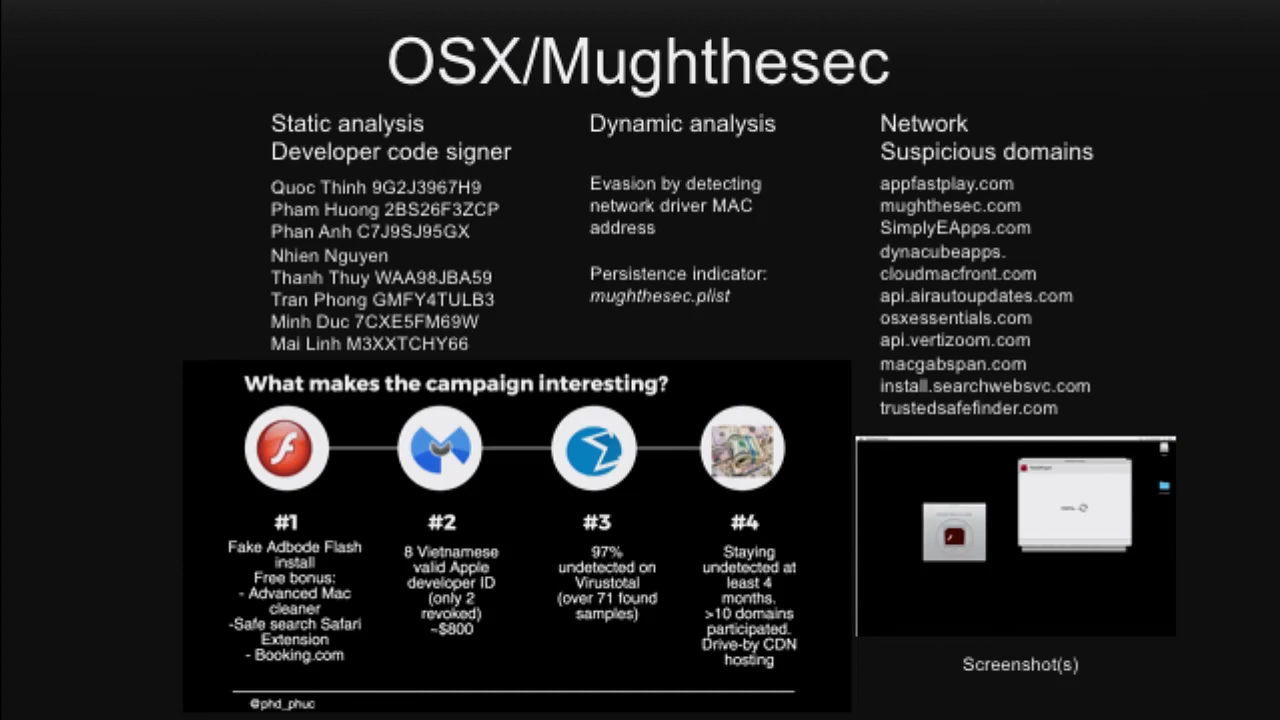 OSX/Mughthesec
Static analysis
Developer code signer
Quoc Thinh 9G2J3967H9
Pham Huong 2BS26F3ZCP
Phan Anh C7J9SJ95GX
Nhien Nguyen
Thanh Thuy WAA98JBA59
Tran Phong GMFY4TULB3
Minh Duc 7CXE5FM69W
Mai Linh M3XXTCHY66
Dynamic analysis
Evasion by detecting
network driver MAC
address
Persistence indicator:
mughthesec.plist
Network
Suspicious domains
appfastplay.com
mughthesec.com
SimplyEApps.com
dynacubeapps.
cloudmacfront.com
api.airautoupdates.com
osxessentials.com
api.vertizoom.com
macgabspan.com
install.searchwebsvc.com
trustedsafefinder.com
What makes the campaign interesting?
#1
Fake Adbode Flash
install
Free bonus:
- Advanced Mac
cleaner
-Safe search Safari
Extension
- Booking.com
#2
8 Vietnamese
valid Apple
developer ID
(only 2
revoked)
~$800
#3
97%
undetected on
Virustotal
(over 71 found
samples)
#4
Staying
undetected at
least 4
months.
>10 domains
participated.
Drive-by CDN
hosting
@phd_phuc
Screenshot(s)